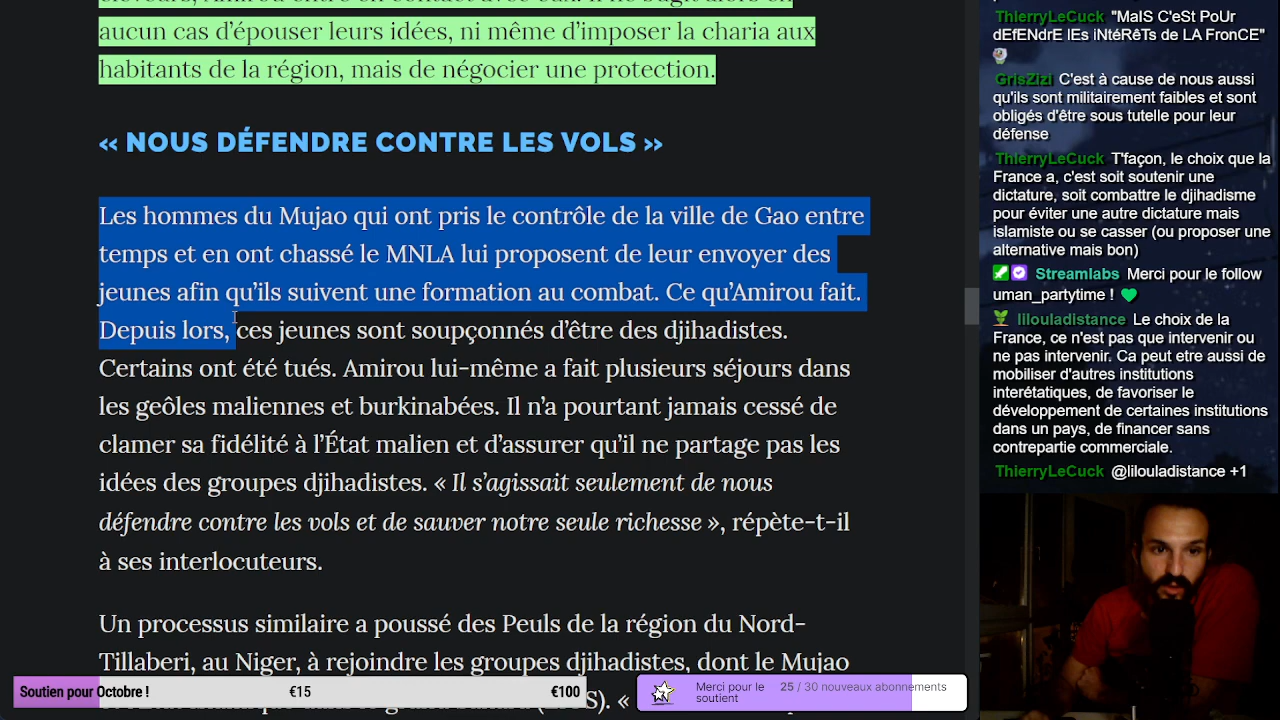 aucun cas d'épouser leurs idées, ni même d'imposer la charia aux
habitants de la région, mais de négocier une protection.
« NOUS DÉFENDRE CONTRE LES VOLS »
Les hommes du Mujao qui ont pris le contrôle de la ville de Gao entre
temps et en ont chassé le MNLA lui proposent de leur envoyer des
jeunes afin qu'ils suivent une formation au combat. Ce qu'Amirou fait.
Depuis lors, ces jeunes sont soupçonnés d'être des djihadistes.
Certains ont été tués. Amirou lui-même a fait plusieurs séjours dans
les geôles maliennes et burkinabées. Il n'a pourtant jamais cessé de
clamer sa fidélité à l'État malien et d'assurer qu'il ne partage pas les
idées des groupes djihadistes. « Il s'agissait seulement de nous
défendre contre les vols et de sauver notre seule richesse », répète-t-il
à ses interlocuteurs.
Un processus similaire a poussé des Peuls de la région du Nord-
Tillaberi, au Niger, à rejoindre les groupes djihadistes, dont le Mujao
Soutien pour Octobre !
€15
€100
Merci pour le
soutien
25 / 30 nouveaux abonnements
ThierryLeCuck "MaIS C'eSt PoUr
dEfENdrE lEs iNtéRêTs de LA FronCE"
GrisZizi C'est à cause de nous aussi
qu'ils sont militairement faibles et sont
obligés d'être sous tutelle pour leur
défense
ThierryLeCuck T'façon, le choix que la
France a, c'est soit soutenir une
dictature, soit combattre le djihadisme
pour éviter une autre dictature mais
islamiste ou se casser (ou proposer une
alternative mais bon)
Streamlabs Merci pour le follow
uman_partytime !
lilouladistance Le choix de la
France, ce n'est pas que intervenir ou
ne pas intervenir. Ca peut etre aussi de
mobiliser d'autres institutions
interétatiques, de favoriser le
développement de certaines institutions
dans un pays, de financer sans
contrepartie commerciale.
ThierryLeCuck @lilouladistance +1